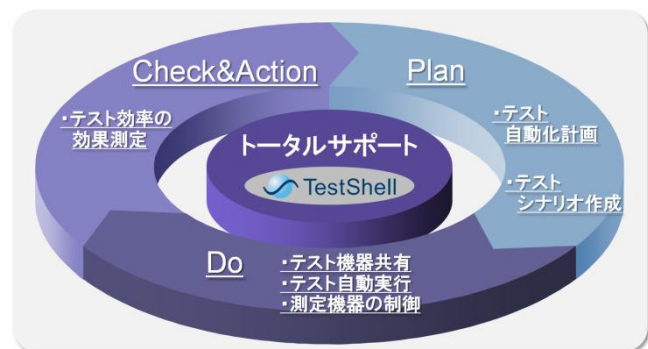 Check&Action
・テスト効率の
効果測定
Plan
・テスト
自動化計画
・テスト
シナリオ作成
トータルサポート
TestShell
Do
・テスト機器共有
・テスト自動実行
・測定機器の制御